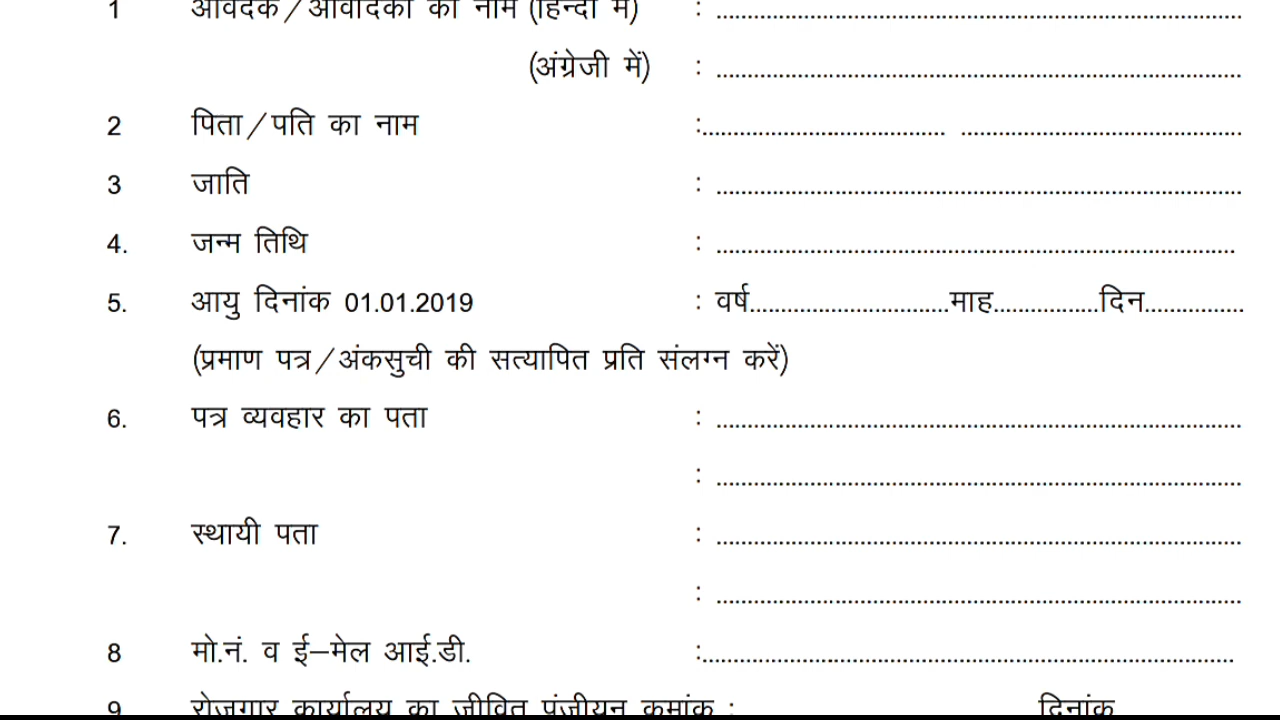 1 आवेदक/आवेदिका का नाम (हिन्दी में) : ........................................
(अंग्रेजी में) : ........................................
2 पिता/पति का नाम :.................... ....................
3 जाति : ........................................
4. जन्म तिथि : ........................................
5. आयु दिनांक 01.01.2019 : वर्ष....................माह............दिन............
(प्रमाण पत्र/अंकसुची की सत्यापित प्रति संलग्न करें)
6. पत्र व्यवहार का पता : ........................................
: ........................................
7. स्थायी पता : ........................................
: ........................................
8 मो.नं. व ई–मेल आई.डी. :........................................
9 रोजगार कार्यालय का जीवित पंजीयन कमांक : दिनांक